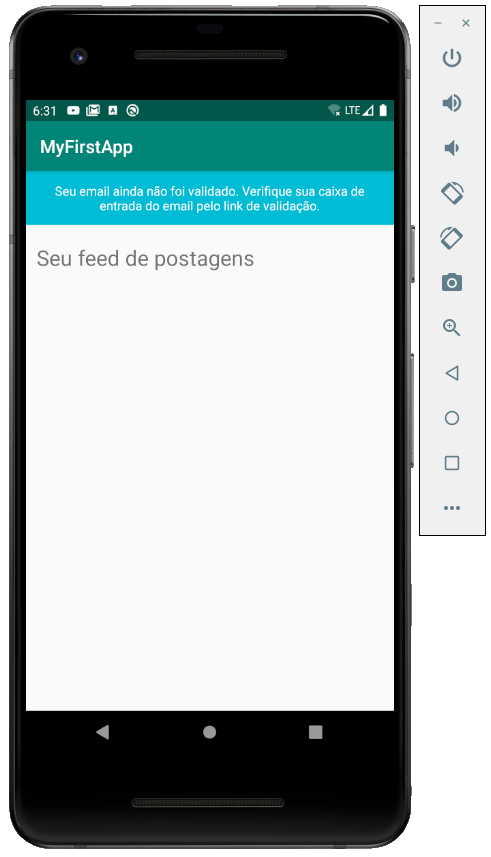 6:31 LTE
MyFirstApp
Seu email ainda não foi validado. Verifique sua caixa de
entrada do email pelo link de validação.
Seu feed de postagens